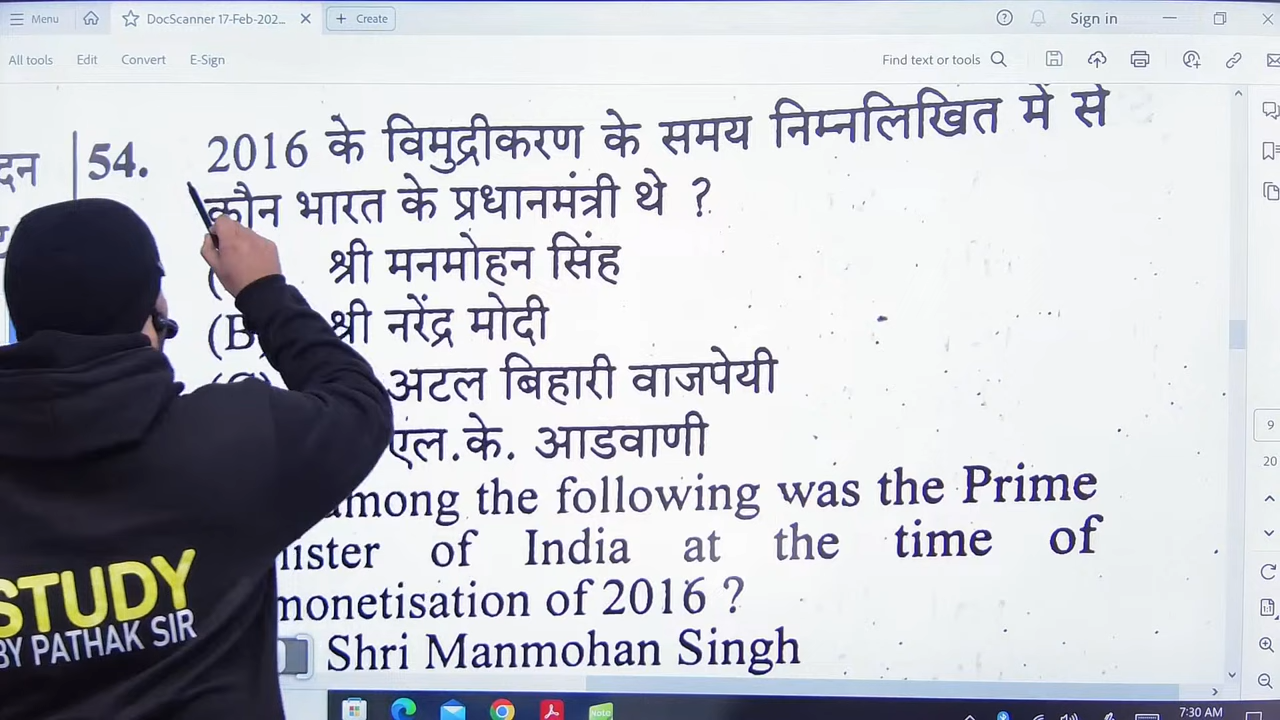 Menu
DocScanner 17-Feb-202...
Create
Sign in
All tools
Edit
Convert
E-Sign
Find text or tools
54. 2016 के विमुद्रीकरण के समय निम्नलिखित में से
कौन भारत के प्रधानमंत्री थे ?
श्री मनमोहन सिंह
(B) श्री नरेंद्र मोदी
अटल बिहारी वाजपेयी
एल.के. आडवाणी
among the following was the Prime
nister of India at the time of
monetisation of 2016 ?
Shri Manmohan Singh
STUDY
BY PATHAK SIR
9
20
7:30 AM